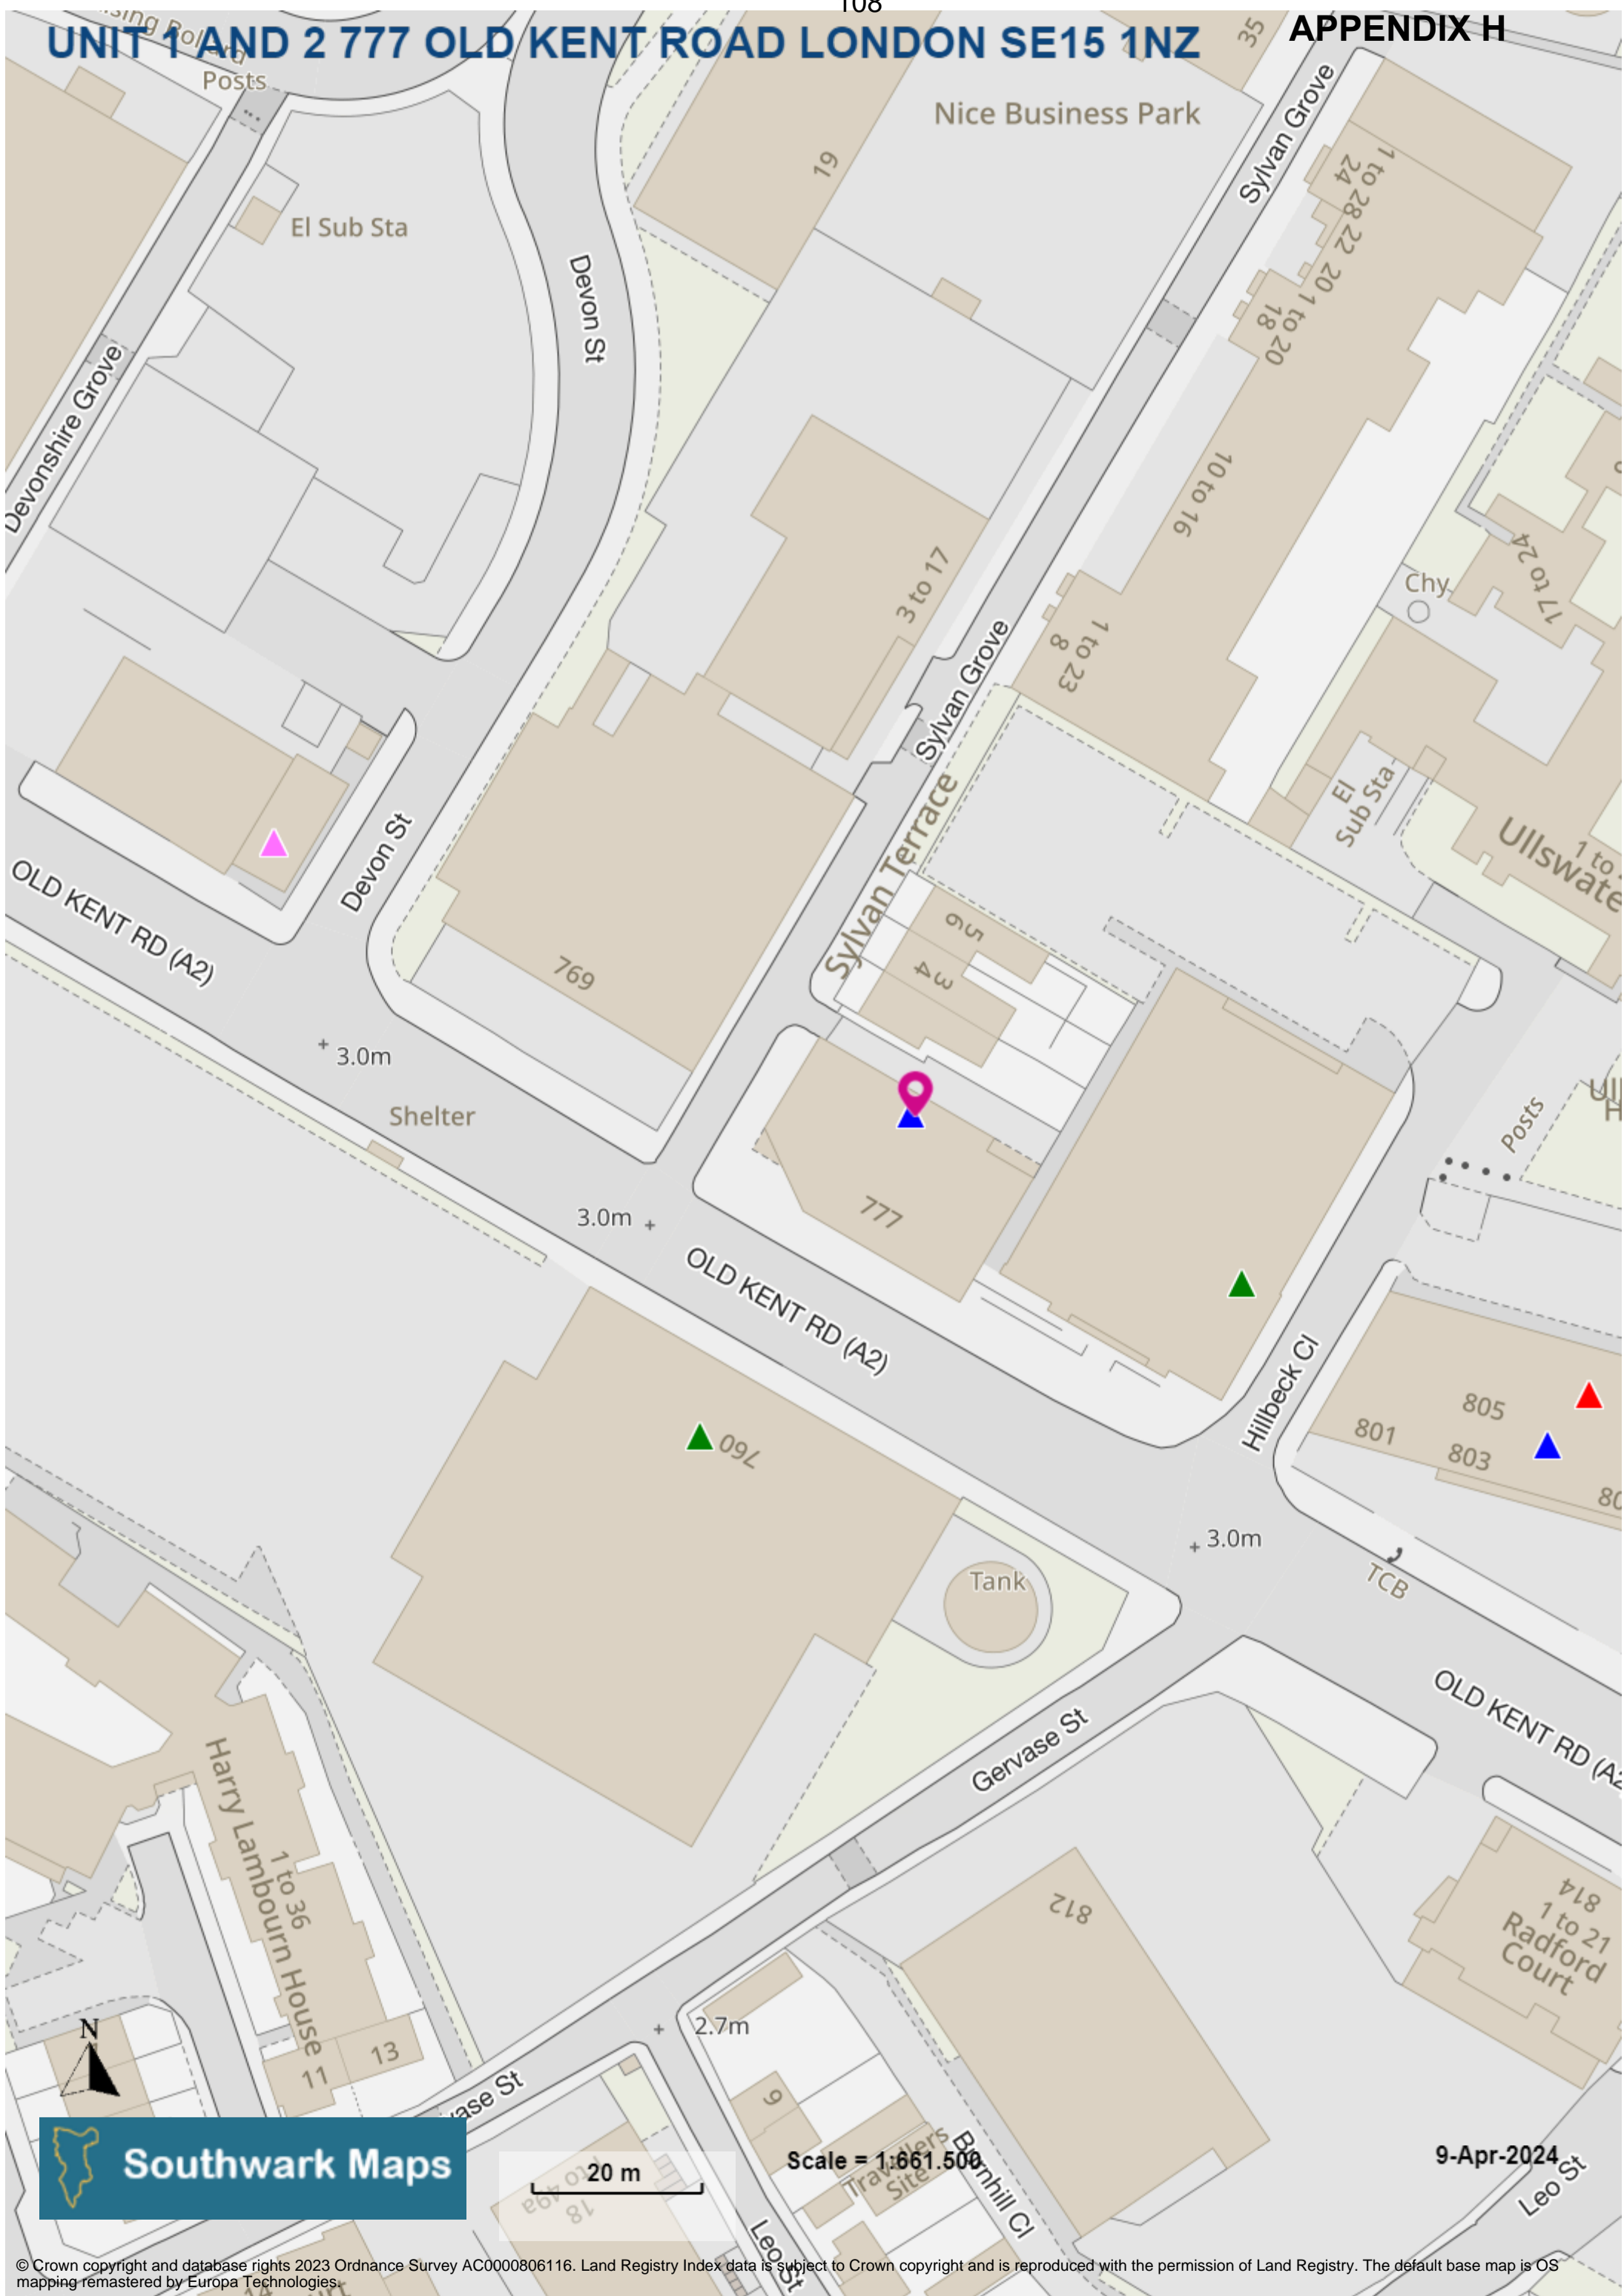 108
APPENDIX H
UNIT 1 AND 2 777 OLD KENT ROAD LONDON SE15 1NZ
Posts
35
Nice Business Park
Sylvan Grove
19
El Sub Sta
Devon St
1 to 28
24
22
20
1 to 20
18
Devonshire Grove
10 to 16
17 to 24
3 to 17
Chy
1 to 23
8
Sylvan Grove
El
Sub Sta
Sylvan Terrace
Devon St
OLD KENT RD (A2)
6
5
4
3
769
3.0m
Shelter
Posts
777
3.0m
OLD KENT RD (A2)
Hillbeck Cl
805
801
803
760
3.0m
TCB
Tank
OLD KENT RD (A2
Gervase St
Harry Lambourn House
1 to 36
812
814
1 to 21
Radford
Court
N
2.7m
13
11
9
Southwark Maps
20 m
Scale = 1:661.500
9-Apr-2024
Travellers
Site
Barnhill Cl
18
Leo St
Leo St
© Crown copyright and database rights 2023 Ordnance Survey AC0000806116. Land Registry Index data is subject to Crown copyright and is reproduced with the permission of Land Registry. The default base map is OS
mapping remastered by Europa Technologies.